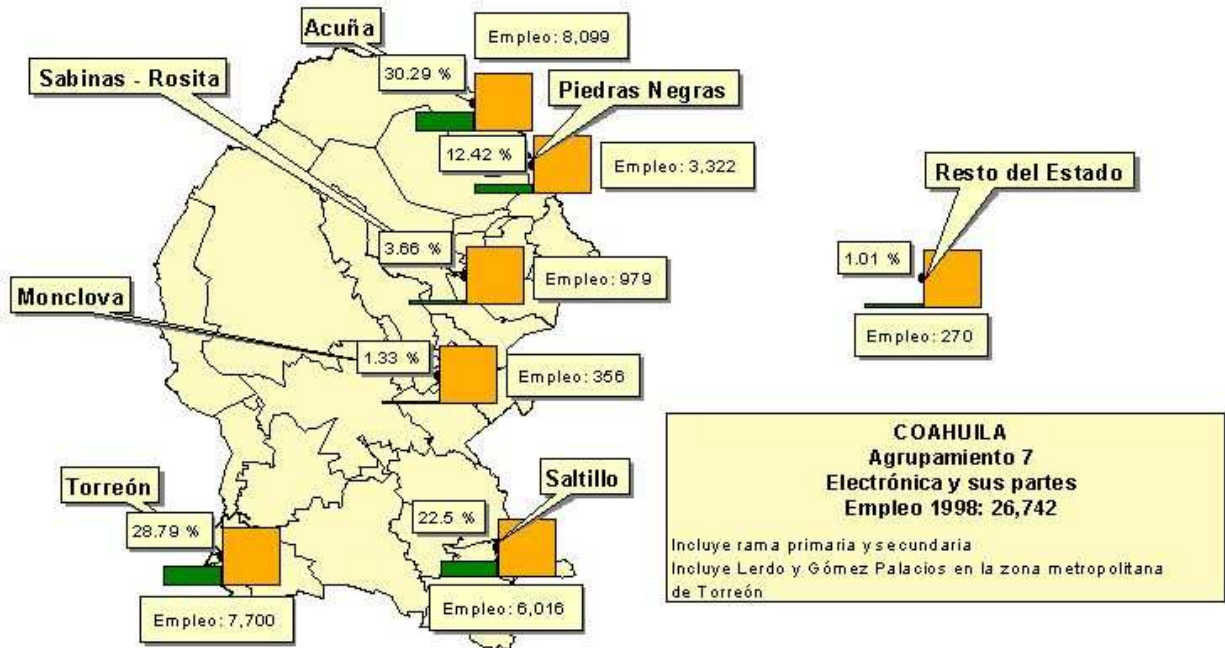 Acuña
Empleo: 8,099
30.29 %
Sabinas - Rosita
Piedras Negras
12.42 %
Empleo: 3,322
Resto del Estado
3.66 %
1.01 %
Empleo: 979
Monclova
Empleo: 270
1.33 %
Empleo: 356
COAHUILA
Agrupamiento 7
Electrónica y sus partes
Empleo 1998: 26,742
Incluye rama primaria y secundaria
Incluye Lerdo y Gómez Palacios en la zona metropolitana
de Torreón
Torreón
28.79 %
Empleo: 7,700
Saltillo
22.5 %
Empleo: 6,016